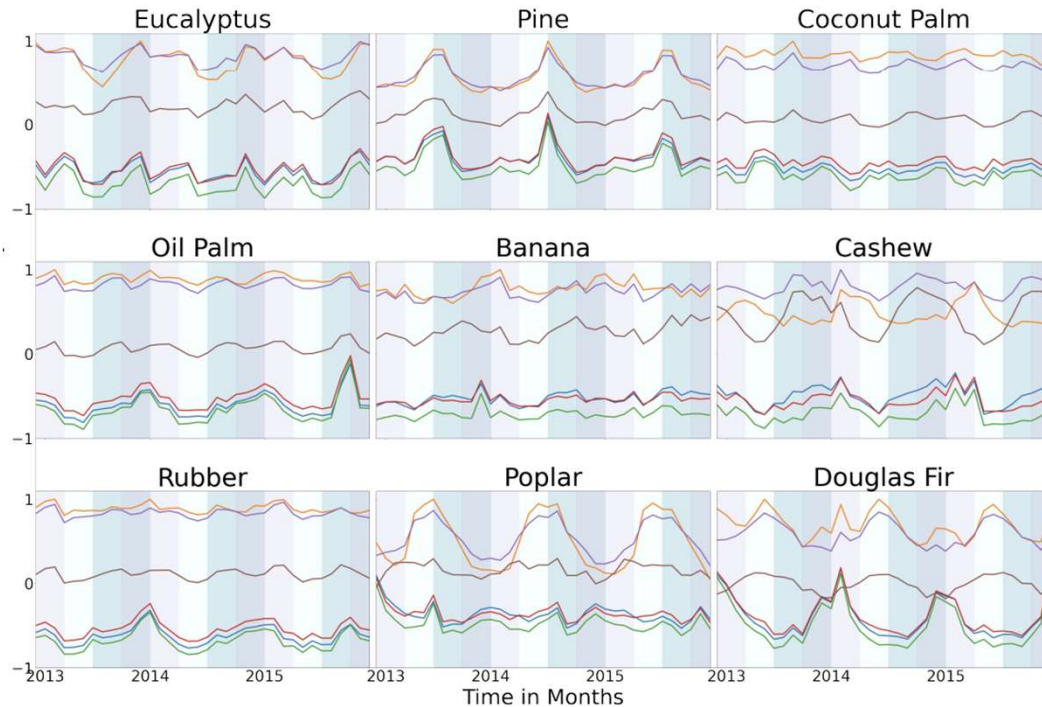 Eucalyptus Pine Coconut Palm
1
0
−1
Oil Palm Banana Cashew
1
0
−1
Rubber Poplar Douglas Fir
1
0
−1
2013 2014 2015 2013 2014 2015 2013 2014 2015
Time in Months